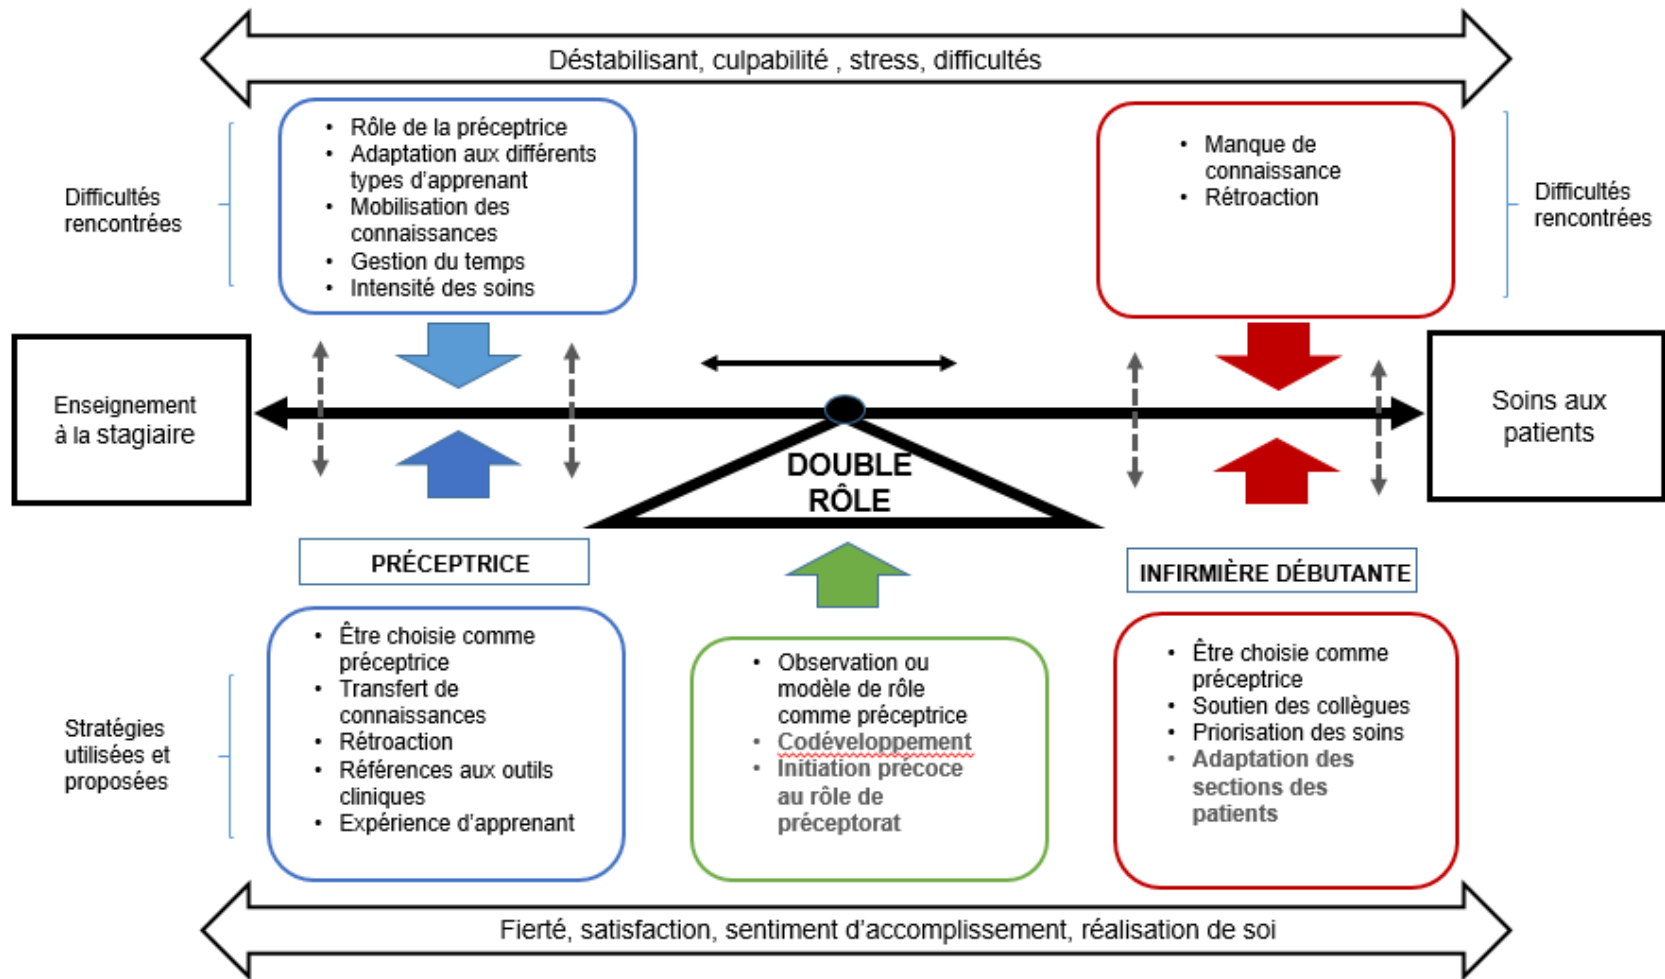 Déstabilisant, culpabilité , stress, difficultés
Difficultés
rencontrées
• Rôle de la préceptrice
• Adaptation aux différents
types d'apprenant
• Mobilisation des
connaissances
• Gestion du temps
• Intensité des soins
• Manque de
connaissance
• Rétroaction
Difficultés
rencontrées
Enseignement
à la stagiaire
DOUBLE
RÔLE
Soins aux
patients
PRÉCEPTRICE
INFIRMIÈRE DÉBUTANTE
Stratégies
utilisées et
proposées
• Être choisie comme
préceptrice
• Transfert de
connaissances
• Rétroaction
• Références aux outils
cliniques
• Expérience d'apprenant
• Observation ou
modèle de rôle
comme préceptrice
• Codéveloppement
• Initiation précoce
au rôle de
préceptorat
• Être choisie comme
préceptrice
• Soutien des collègues
• Priorisation des soins
• Adaptation des
sections des
patients
Fierté, satisfaction, sentiment d'accomplissement, réalisation de soi